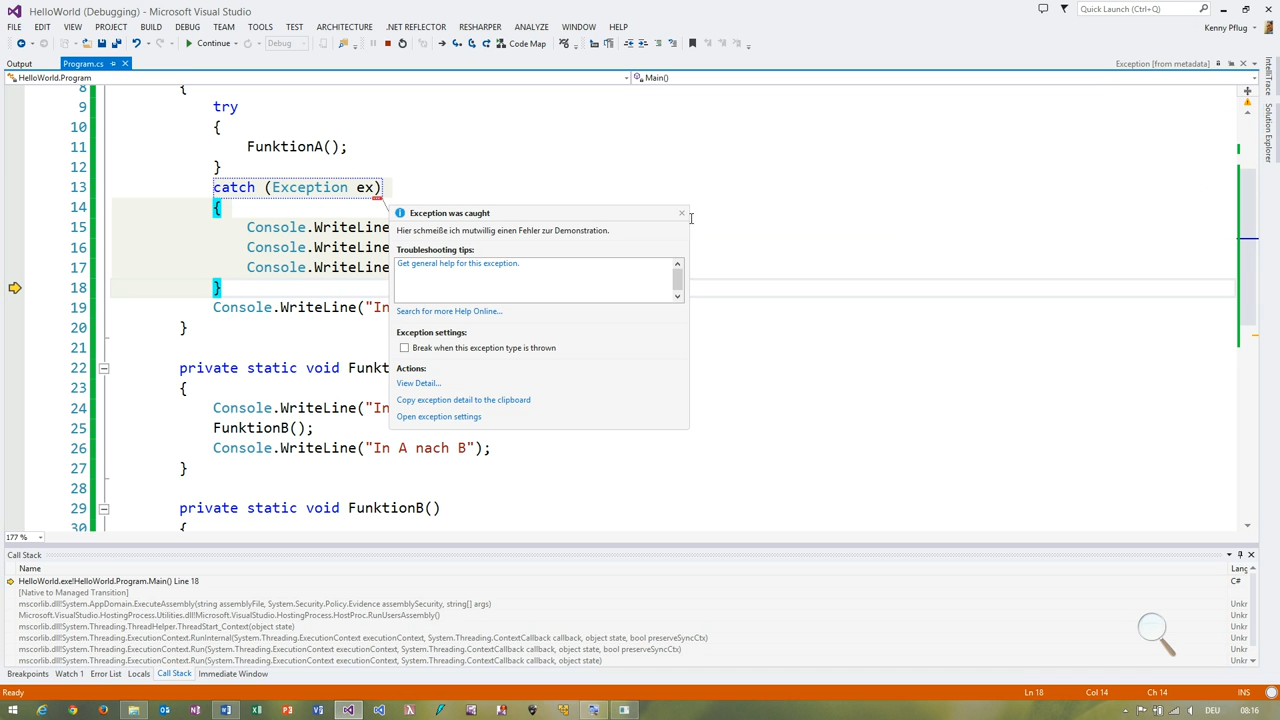 HelloWorld (Debugging) - Microsoft Visual Studio
Quick Launch (Ctrl+Q)
FILE EDIT VIEW PROJECT BUILD DEBUG TEAM TOOLS TEST ARCHITECTURE .NET REFLECTOR RESHARPER ANALYZE WINDOW HELP
Kenny Pflug
Continue Debug Code Map
Output Program.cs Exception [from metadata]
HelloWorld.Program Main()
IntelliTrace
Solution Explorer
8 {
9 try
10 {
11 FunktionA();
12 }
13 catch (Exception ex)
14 {
15 Console.WriteLine
16 Console.WriteLine
17 Console.WriteLine
18 }
19 Console.WriteLine("In
20 }
21
22 private static void Funkt
23 {
24 Console.WriteLine("In
25 FunktionB();
26 Console.WriteLine("In A nach B");
27 }
28
29 private static void FunktionB()
30 {
Exception was caught
Hier schmeiße ich mutwillig einen Fehler zur Demonstration.
Troubleshooting tips:
Get general help for this exception.
Search for more Help Online...
Exception settings:
Break when this exception type is thrown
Actions:
View Detail...
Copy exception detail to the clipboard
Open exception settings
177 %
Call Stack
Name Lang
HelloWorld.exe!HelloWorld.Program.Main() Line 18 C#
[Native to Managed Transition]
mscorlib.dll!System.AppDomain.ExecuteAssembly(string assemblyFile, System.Security.Policy.Evidence assemblySecurity, string[] args) Unkr
Microsoft.VisualStudio.HostingProcess.Utilities.dll!Microsoft.VisualStudio.HostingProcess.HostProc.RunUsersAssembly() Unkr
mscorlib.dll!System.Threading.ThreadHelper.ThreadStart_Context(object state) Unkr
mscorlib.dll!System.Threading.ExecutionContext.RunInternal(System.Threading.ExecutionContext executionContext, System.Threading.ContextCallback callback, object state, bool preserveSyncCtx) Unkr
mscorlib.dll!System.Threading.ExecutionContext.Run(System.Threading.ExecutionContext executionContext, System.Threading.ContextCallback callback, object state, bool preserveSyncCtx) Unkr
mscorlib.dll!System.Threading.ExecutionContext.Run(System.Threading.ExecutionContext executionContext, System.Threading.ContextCallback callback, object state) Unkr
Breakpoints Watch 1 Error List Locals Call Stack Immediate Window
Ready Ln 18 Col 14 Ch 14 INS
DEU 08:16